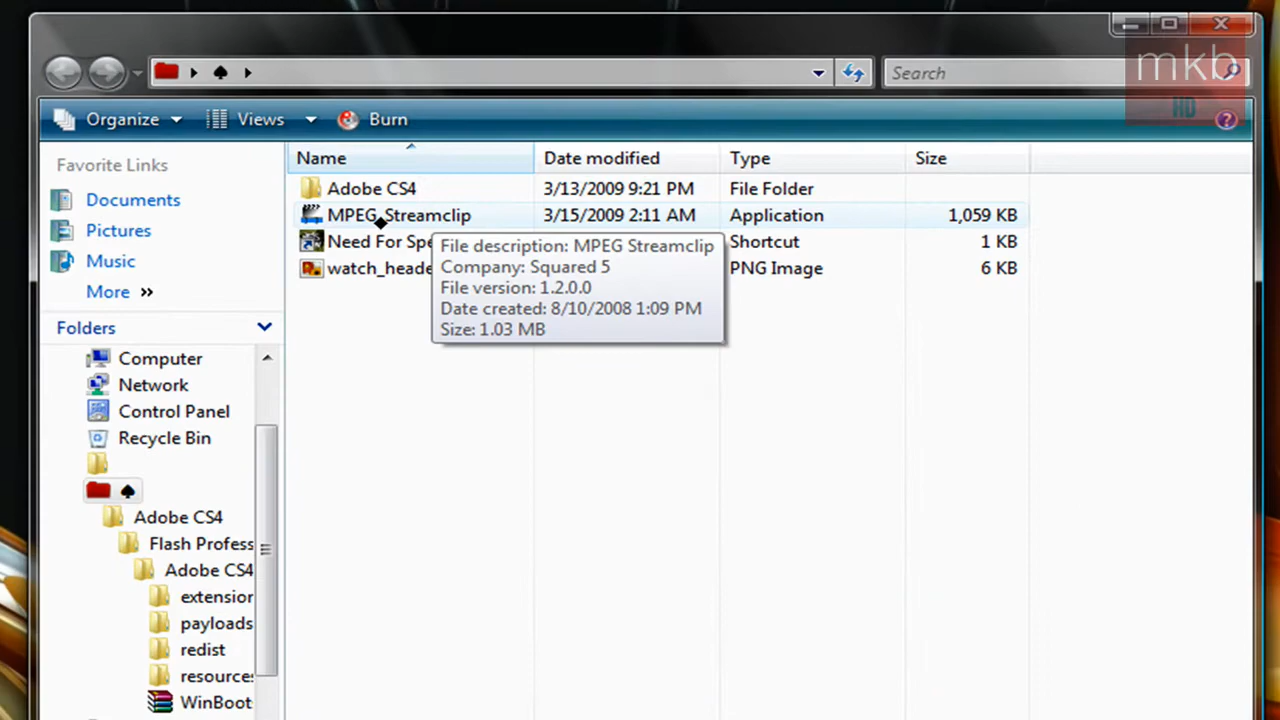 mkb
HD
Search
Organize
Views
Burn
Favorite Links
Documents
Pictures
Music
More
Folders
Computer
Network
Control Panel
Recycle Bin
Adobe CS4
Flash Profess
Adobe CS4
extension
payloads
redist
resources
WinBoot
Name Date modified Type Size
Adobe CS4 3/13/2009 9:21 PM File Folder
MPEG Streamclip 3/15/2009 2:11 AM Application 1,059 KB
Need For Spe Shortcut 1 KB
watch_heade PNG Image 6 KB
File description: MPEG Streamclip
Company: Squared 5
File version: 1.2.0.0
Date created: 8/10/2008 1:09 PM
Size: 1.03 MB